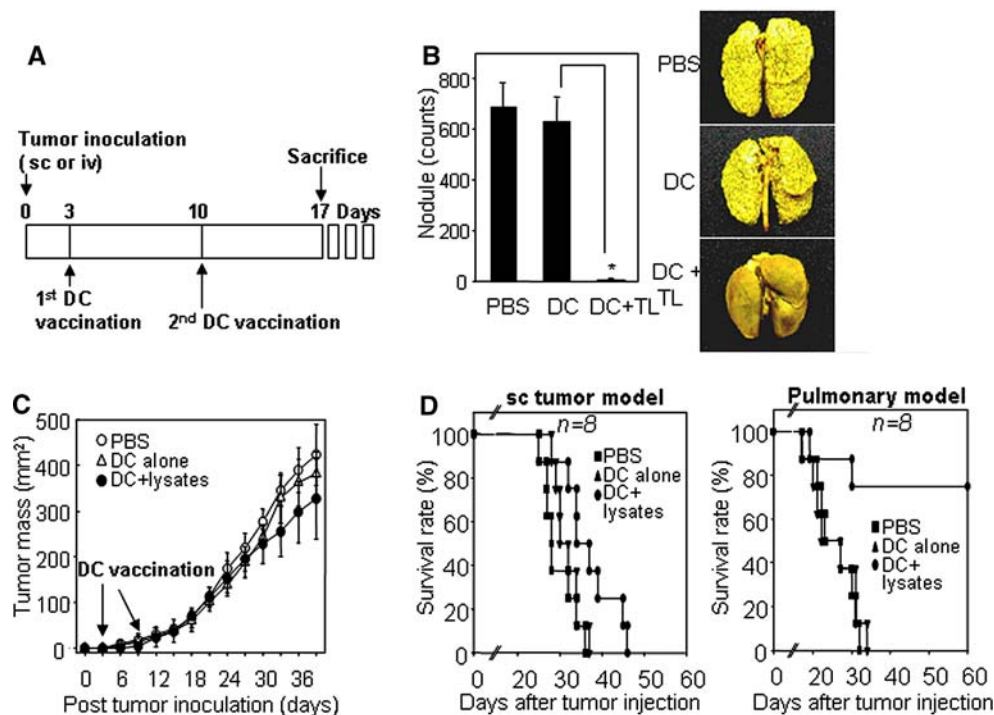 A
Tumor inoculation
( sc or iv)
Sacrifice
0 3 10 17 Days
1st DC
vaccination
2nd DC vaccination
B
Nodule (counts)
800
600
400
200
0
*
PBS DC DC+TL
PBS
DC
DC +
TL
C
Tumor mass (mm²)
500
400
300
200
100
0
PBS
DC alone
DC+lysates
DC vaccination
0 6 12 18 24 30 36
Post tumor inoculation (days)
D
sc tumor model
n=8
Survival rate (%)
100
80
60
40
20
0
PBS
DC alone
DC+
lysates
0 20 30 40 50 60
Days after tumor injection
Pulmonary model
n=8
Survival rate (%)
100
80
60
40
20
0
PBS
DC alone
DC+
lysates
20 40 60
Days after tumor injection